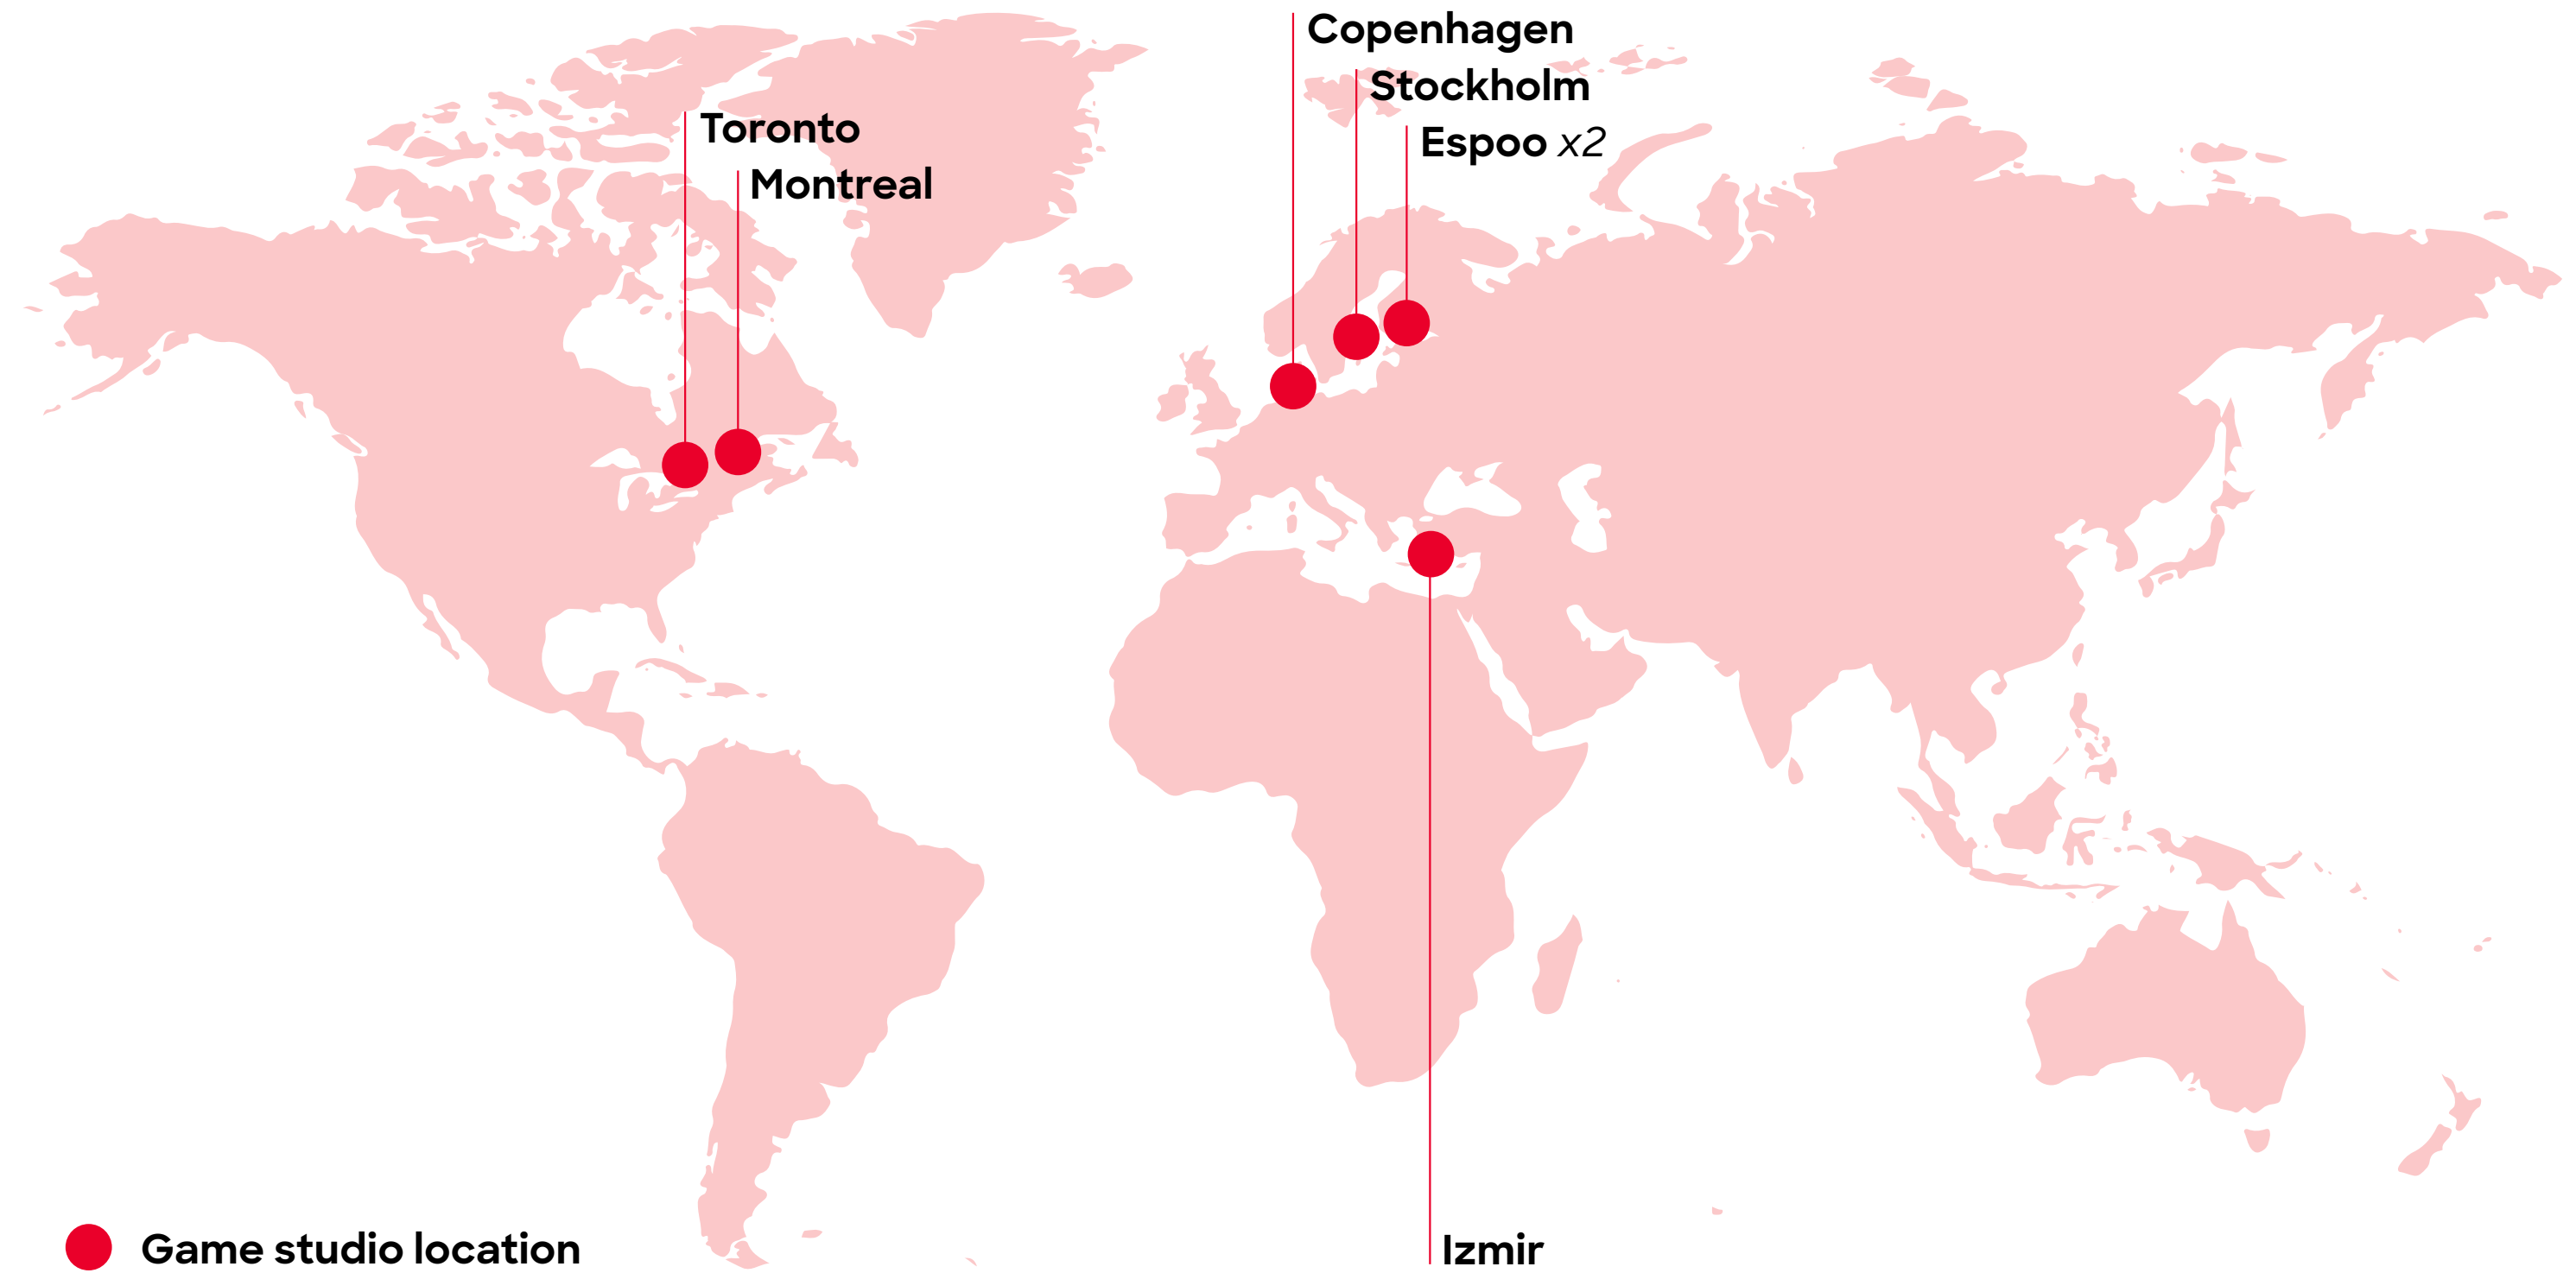 Copenhagen
Stockholm
Toronto
Espoo x2
Montreal
Game studio location
Izmir